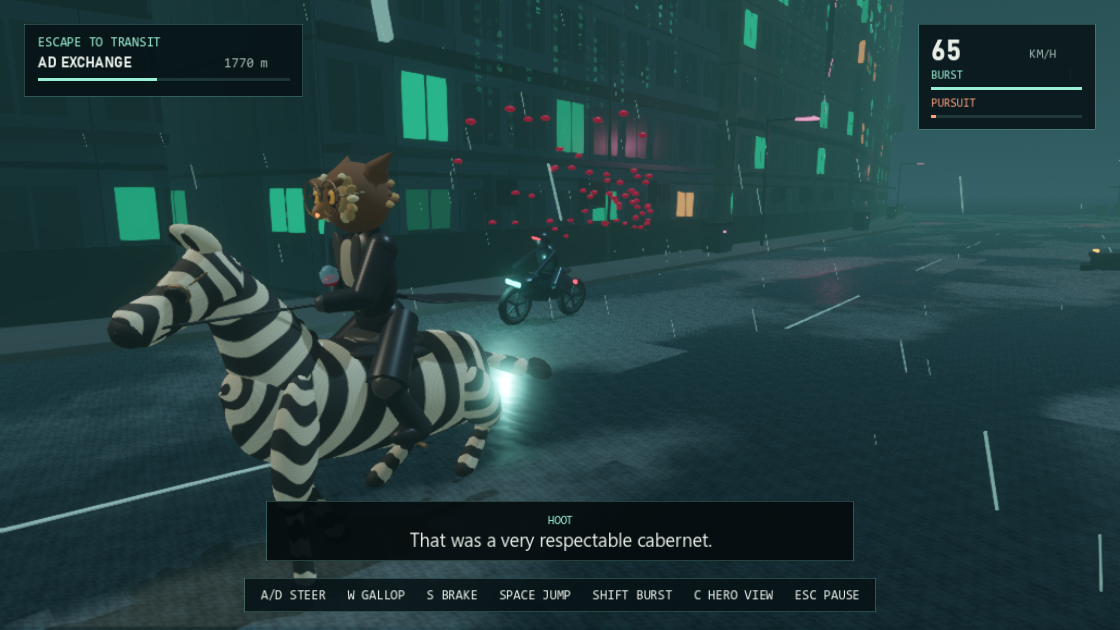 ESCAPE TO TRANSIT
AD EXCHANGE 1770 m
65 KM/H
BURST
PURSUIT
HOOT
That was a very respectable cabernet.
A/D STEER W GALLOP S BRAKE SPACE JUMP SHIFT BURST C HERO VIEW ESC PAUSE